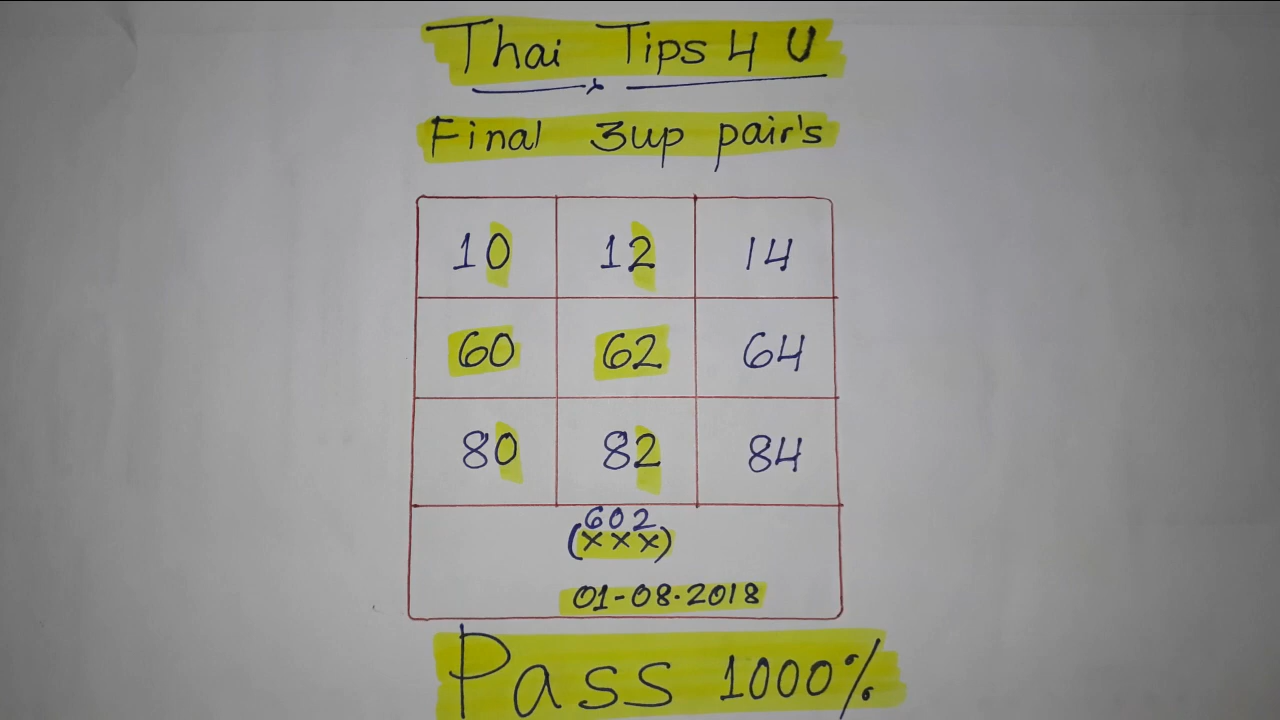 Thai Tips 4 U
Final 3up pair's
10 12 14
60 62 64
80 82 84
602
(xxx)
01-08.2018
Pass 1000%